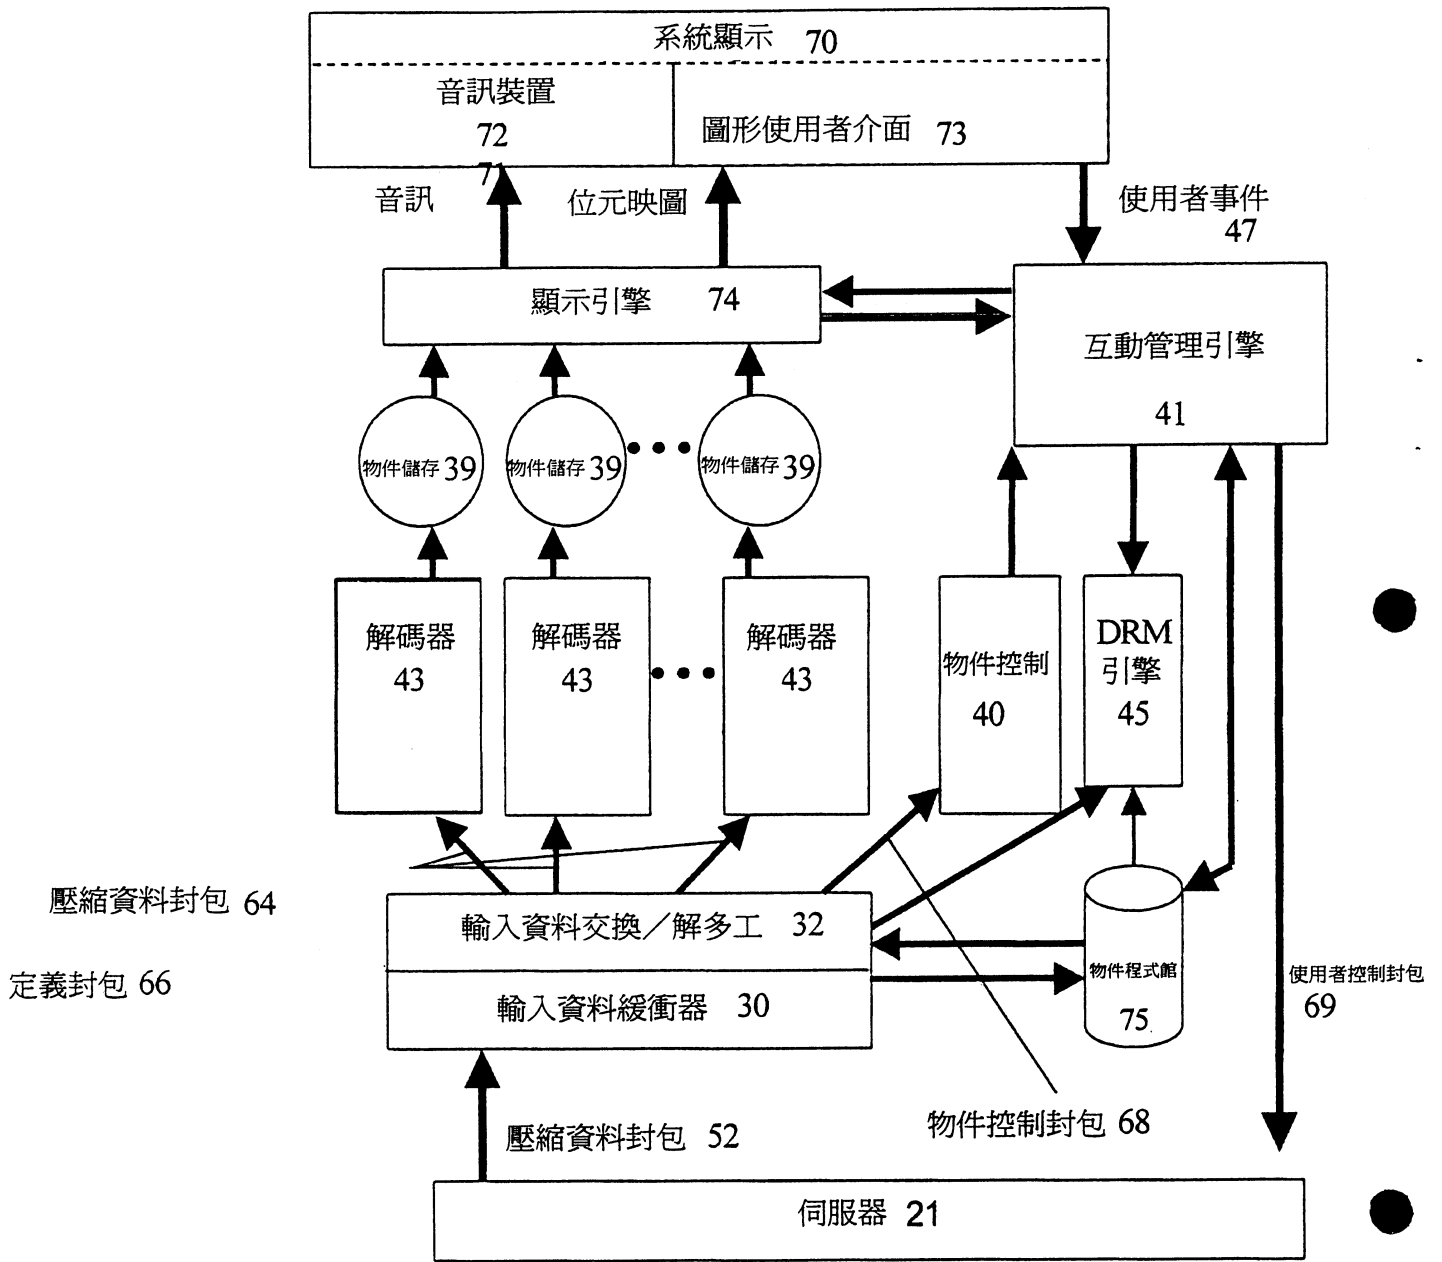 系統顯示 70
音訊裝置
72
圖形使用者介面 73
音訊
位元映圖
使用者事件
47
顯示引擎 74
互動管理引擎
41
物件儲存 39
物件儲存 39
物件儲存 39
解碼器
43
解碼器
43
解碼器
43
物件控制
40
DRM
引擎
45
壓縮資料封包 64
定義封包 66
輸入資料交換／解多工 32
輸入資料緩衝器 30
物件程式館
75
使用者控制封包
69
壓縮資料封包 52
物件控制封包 68
伺服器 21